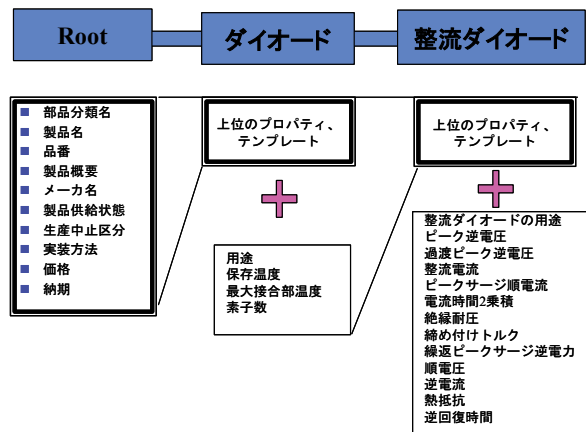 Root
ダイオード
整流ダイオード
部品分類名
製品名
品番
製品概要
メーカ名
製品供給状態
生産中止区分
実装方法
価格
納期
上位のプロパティ、
テンプレート
用途
保存温度
最大接合部温度
素子数
上位のプロパティ、
テンプレート
整流ダイオードの用途
ピーク逆電圧
過渡ピーク逆電圧
整流電流
ピークサージ順電流
電流時間2乗積
絶縁耐圧
締め付けトルク
繰返ピークサージ逆電力
順電圧
逆電流
熱抵抗
逆回復時間